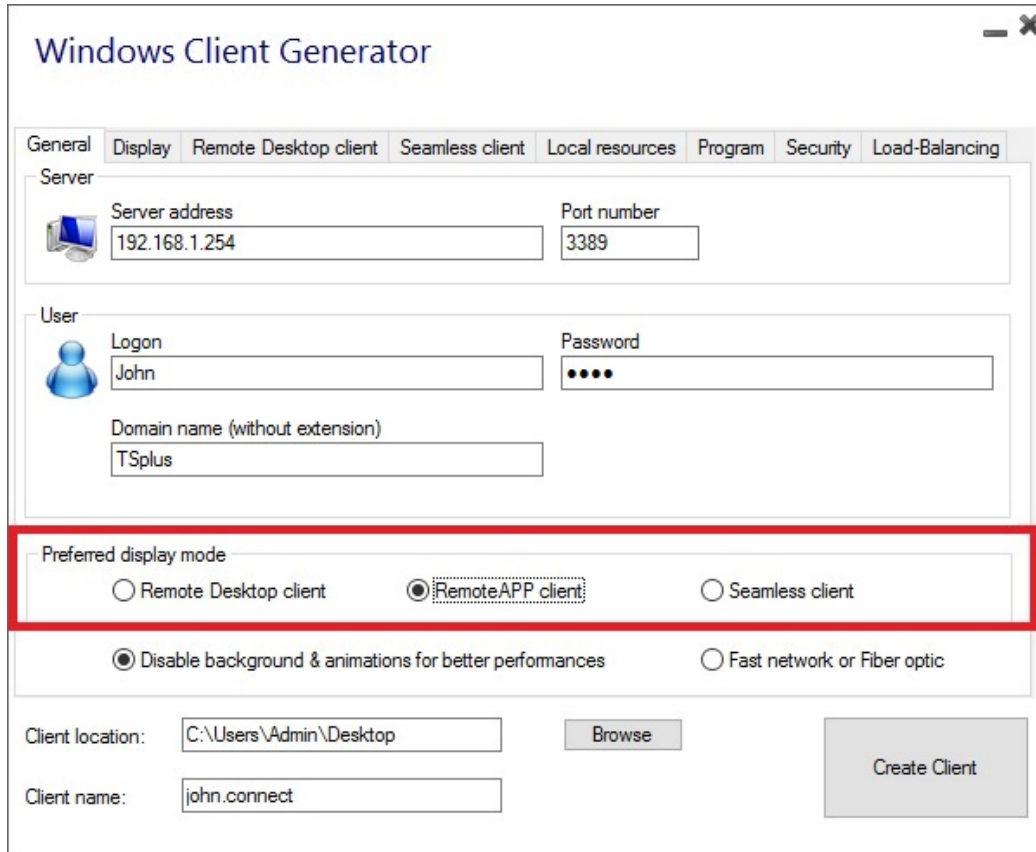 Windows Client Generator
General Display Remote Desktop client Seamless client Local resources Program Security Load-Balancing
Server
Server address Port number
192.168.1.254 3389
User
Logon Password
John ••••
Domain name (without extension)
TSplus
Preferred display mode
Remote Desktop client RemoteAPP client Seamless client
Disable background & animations for better performances Fast network or Fiber optic
Client location: C:\Users\Admin\Desktop Browse
Create Client
Client name: john.connect